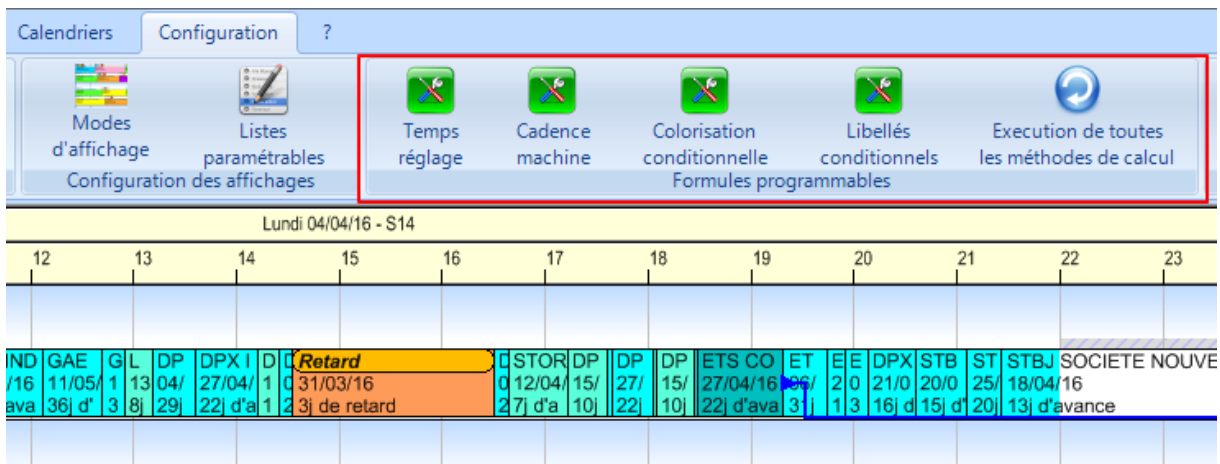 Calendriers Configuration ?
Modes d'affichage
Listes paramétrables
Temps réglage
Cadence machine
Colorisation conditionnelle
Libellés conditionnels
Execution de toutes les méthodes de calcul
Configuration des affichages Formules programmables
Lundi 04/04/16 - S14
12 13 14 15 16 17 18 19 20 21 22 23
ND GAE G L DP DPX I D Retard STOR DP DP DP ETS CO ET E E DPX STB ST STBJ SOCIETE NOUVE
/16 11/05/ 1 13 04/ 27/04/ 1 31/03/16 0 12/04/ 15/ 27/ 15/ 27/04/16 2 0 21/0 20/0 25/ 18/04/16
ava 36j d' 3 8j 29j 22j d'a 1 2 3j de retard 2 7j d'a 10j 22j 10j 22j d'ava 31j 1 3 16j d 15j d' 20j 13j d'avance